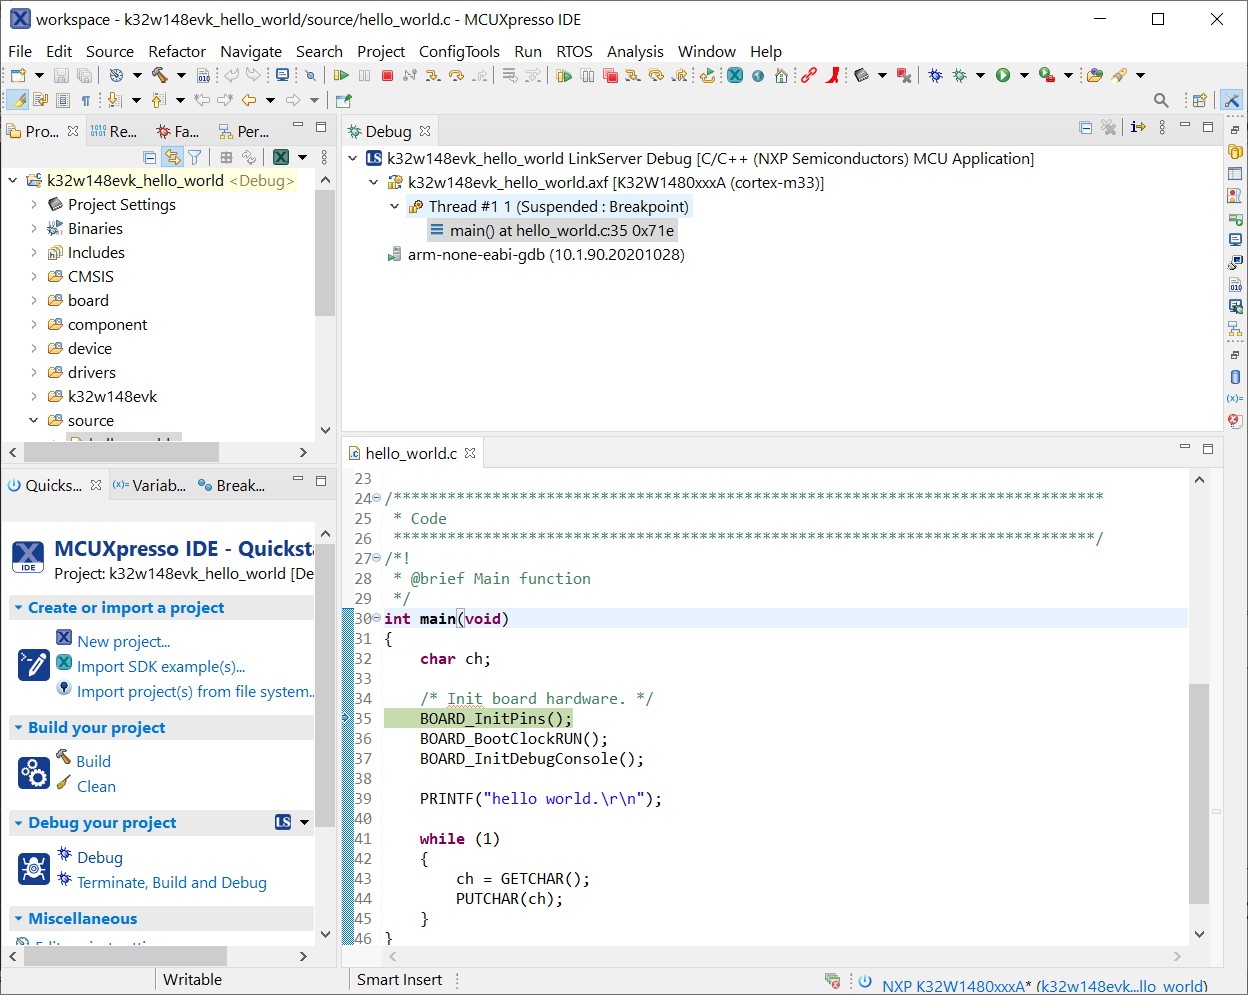 workspace - k32w148evk_hello_world/source/hello_world.c - MCUXpresso IDE
File Edit Source Refactor Navigate Search Project ConfigTools Run RTOS Analysis Window Help
Pro... Re... Fa... Per...
k32w148evk_hello_world <Debug>
Project Settings
Binaries
Includes
CMSIS
board
component
device
drivers
k32w148evk
source
Debug
k32w148evk_hello_world LinkServer Debug [C/C++ (NXP Semiconductors) MCU Application]
k32w148evk_hello_world.axf [K32W1480xxxA (cortex-m33)]
Thread #1 1 (Suspended : Breakpoint)
main() at hello_world.c:35 0x71e
arm-none-eabi-gdb (10.1.90.20201028)
Quicks... (x)= Variab... Break...
MCUXpresso IDE - Quicksta
Project: k32w148evk_hello_world [De
Create or import a project
New project...
Import SDK example(s)...
Import project(s) from file system..
Build your project
Build
Clean
Debug your project LS
Debug
Terminate, Build and Debug
Miscellaneous
hello_world.c
23
24 /*******************************************************************************
25  * Code
26  ******************************************************************************/
27 /*!
28  * @brief Main function
29  */
30 int main(void)
31 {
32     char ch;
33
34     /* Init board hardware. */
35     BOARD_InitPins();
36     BOARD_BootClockRUN();
37     BOARD_InitDebugConsole();
38
39     PRINTF("hello world.\r\n");
40
41     while (1)
42     {
43         ch = GETCHAR();
44         PUTCHAR(ch);
45     }
46 }
Writable Smart Insert NXP K32W1480xxxA* (k32w148evk...llo_world)